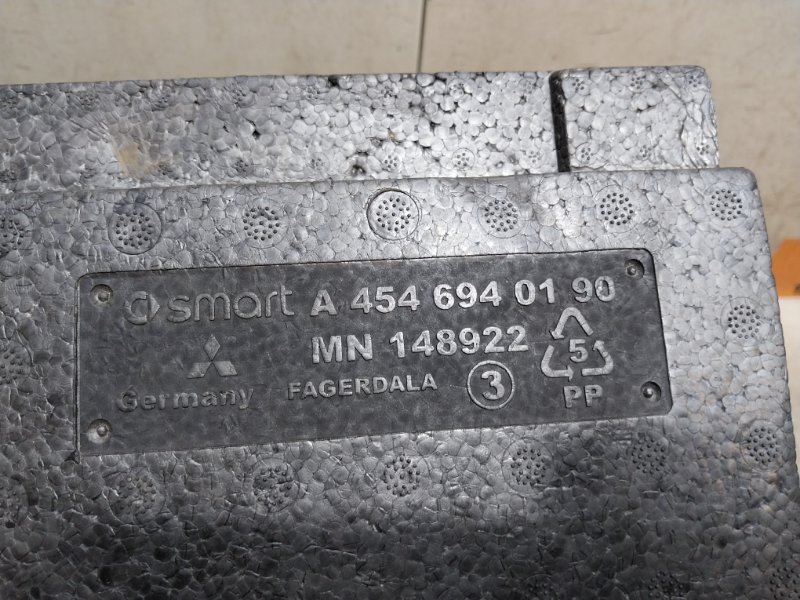 smart A 454 694 01 90
MN 148922
5
Germany FAGERDALA 3 PP